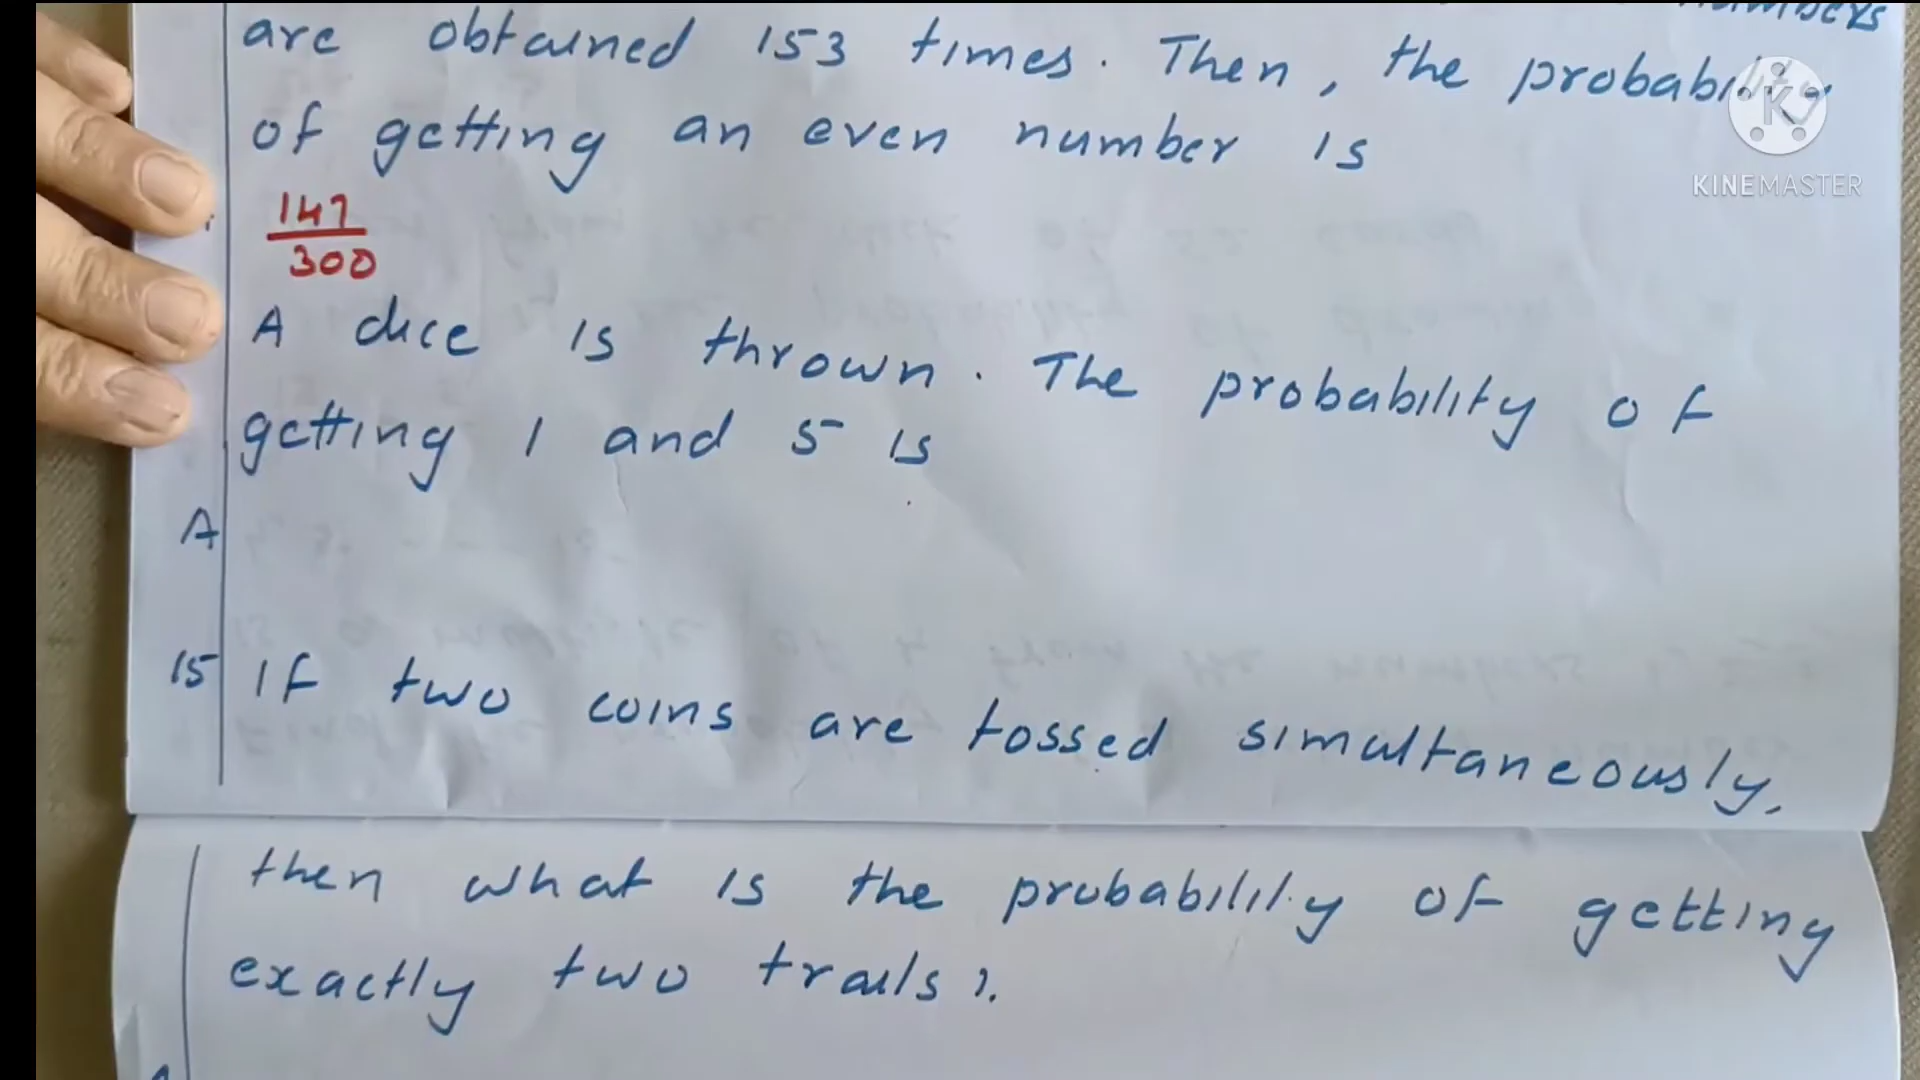 numbers
are obtained 153 times. Then, the probability
of getting an even number is
KINEMASTER
147
300
A dice is thrown. The probability of
getting 1 and 5 is
A
15 If two coins are tossed simultaneously,
then what is the probability of getting
exactly two trails?